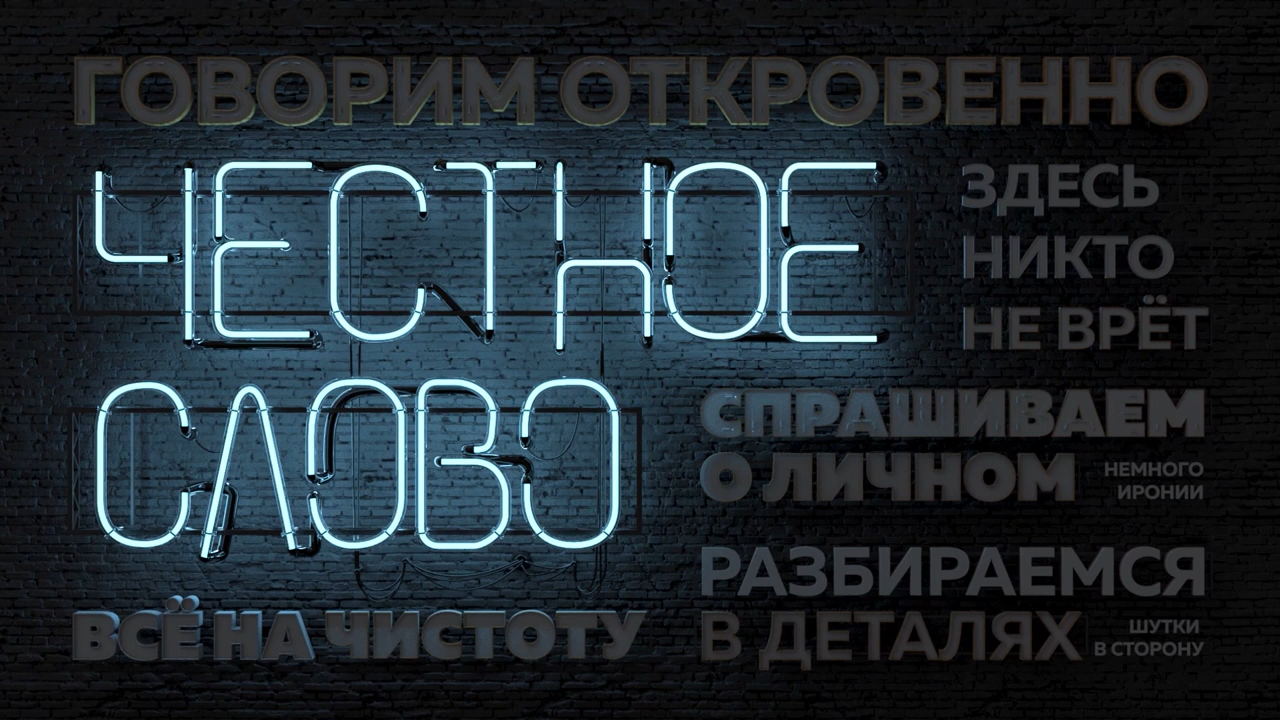 ГОВОРИМ ОТКРОВЕННО
ЧЕСТНОЕ
СЛОВО
ЗДЕСЬ
НИКТО
НЕ ВРЁТ
СПРАШИВАЕМ
О ЛИЧНОМ
НЕМНОГО
ИРОНИИ
РАЗБИРАЕМСЯ
В ДЕТАЛЯХ
ШУТКИ
В СТОРОНУ
ВСЁ НА ЧИСТОТУ